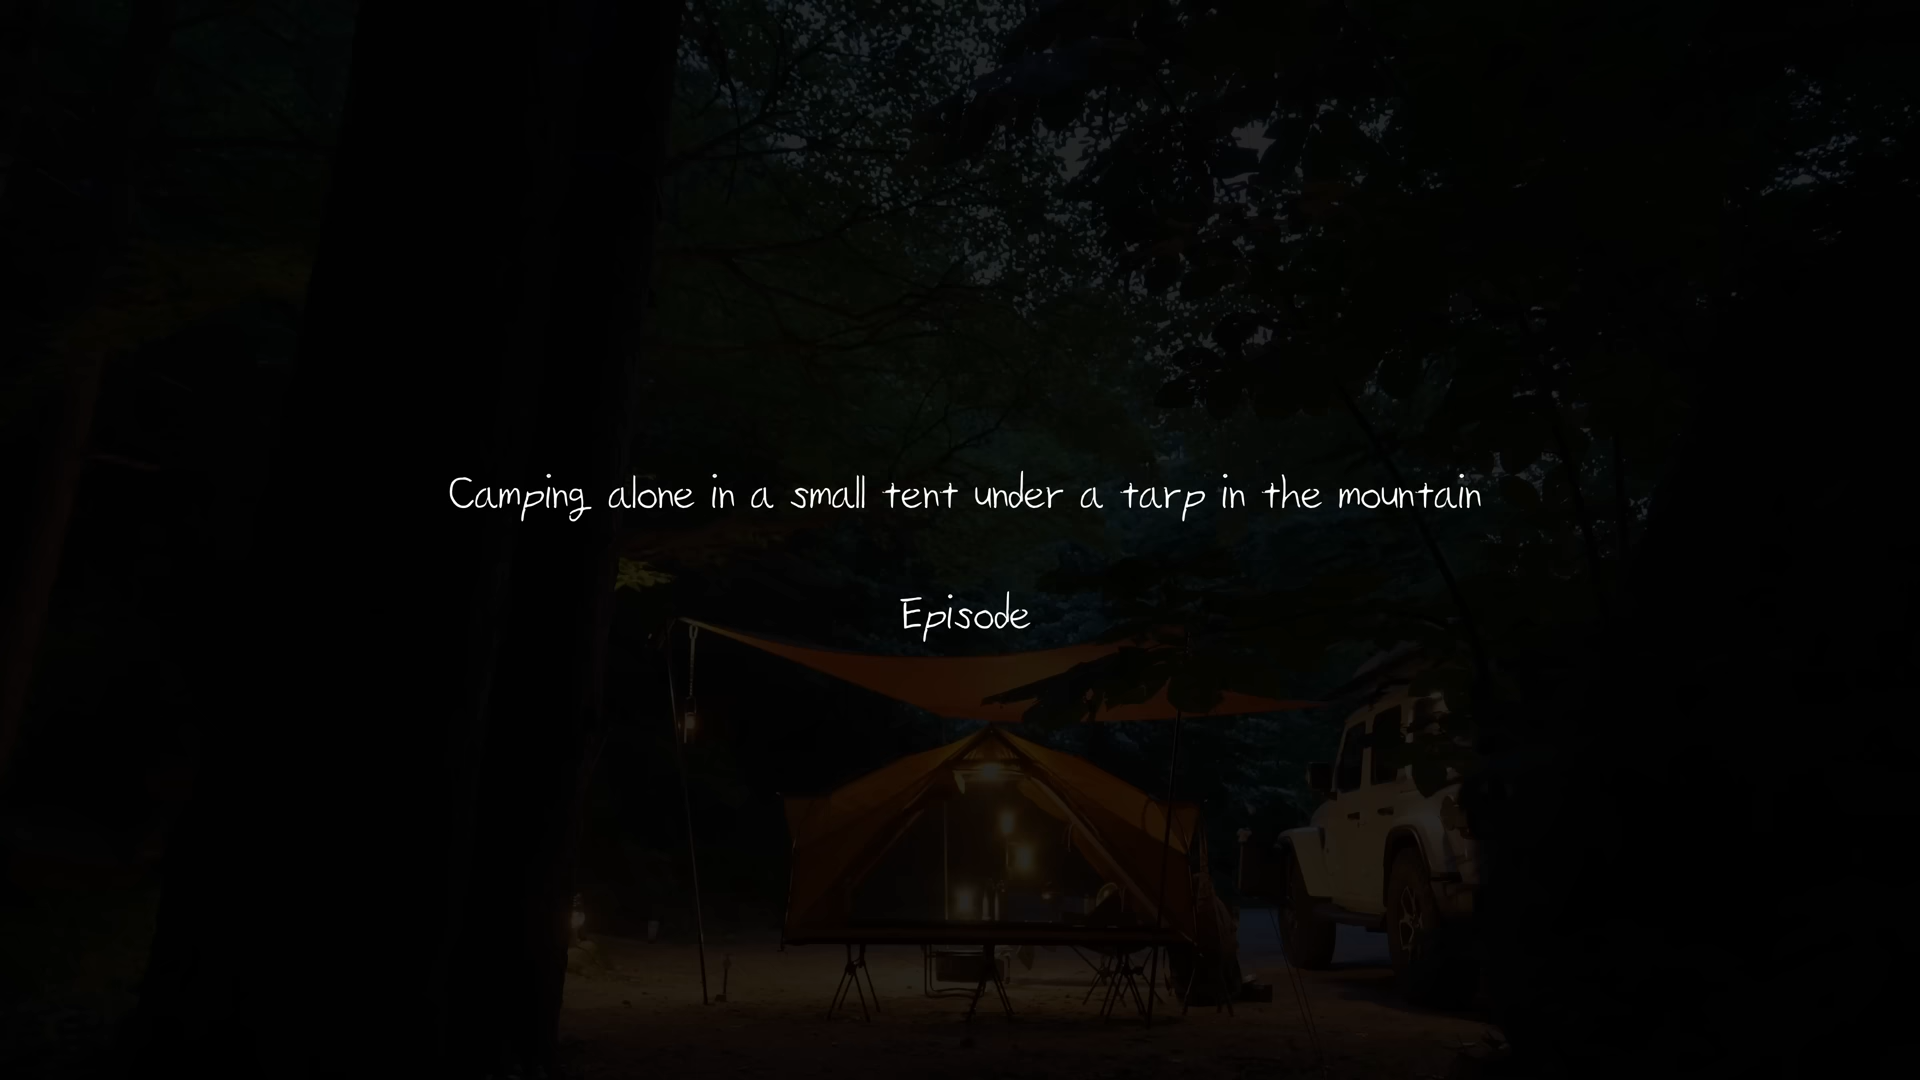 Camping alone in a small tent under a tarp in the mountain
Episode